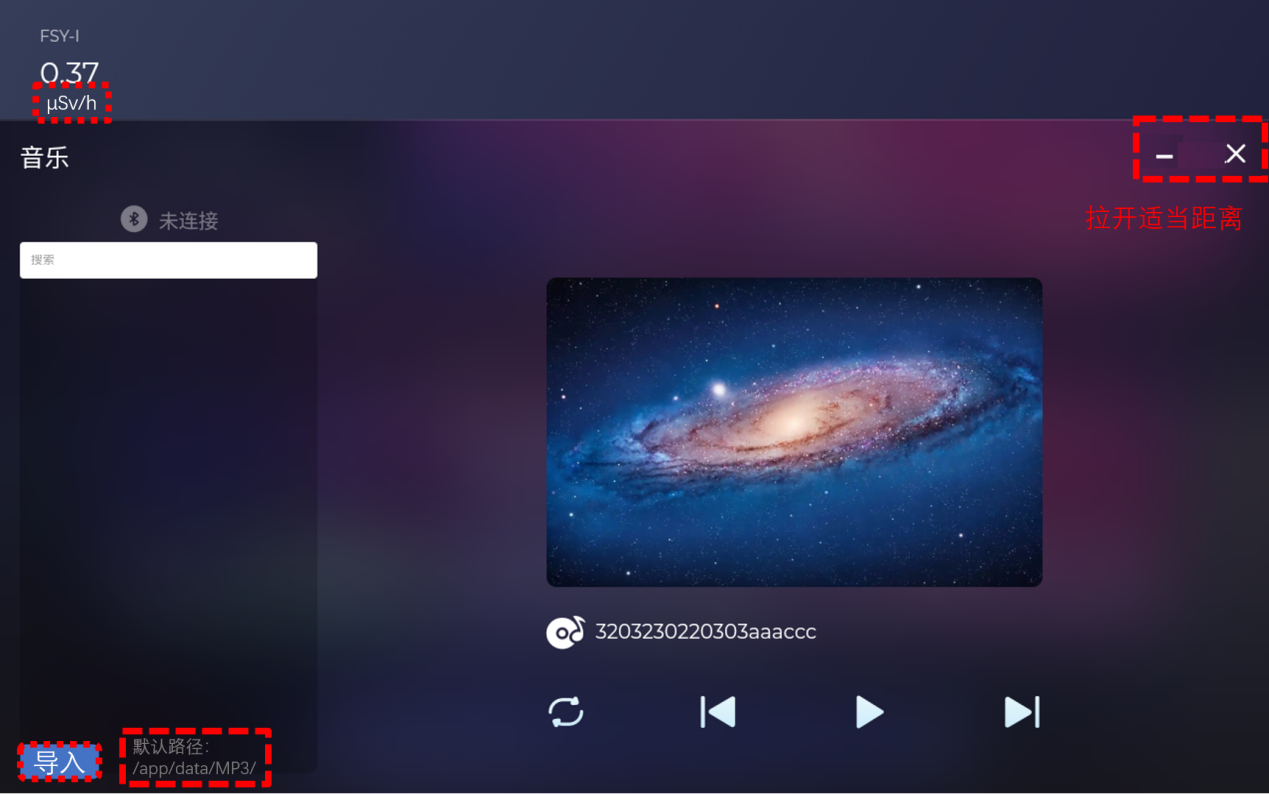 FSY-I
0.37
μSv/h
音乐
拉开适当距离
未连接
搜索
3203230220303aaaccc
导入
默认路径：
/app/data/MP3/